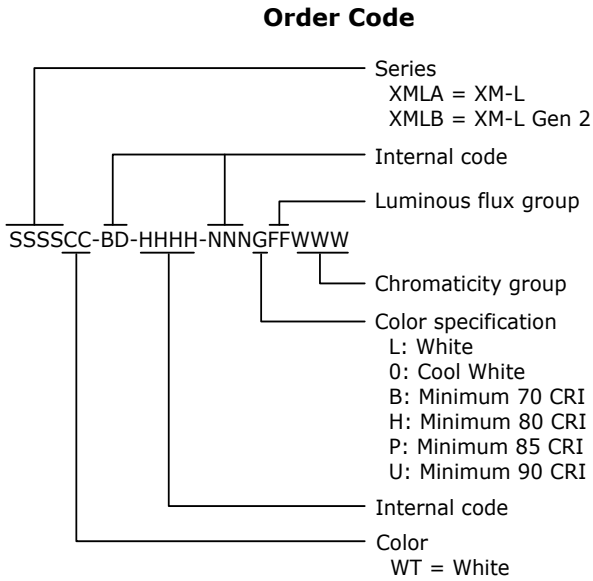 Order Code
Series
XMLA = XM-L
XMLB = XM-L Gen 2
Internal code
Luminous flux group
SSSSCC-BD-HHHH-NNNGFFWWW
Chromaticity group
Color specification
L: White
0: Cool White
B: Minimum 70 CRI
H: Minimum 80 CRI
P: Minimum 85 CRI
U: Minimum 90 CRI
Internal code
Color
WT = White